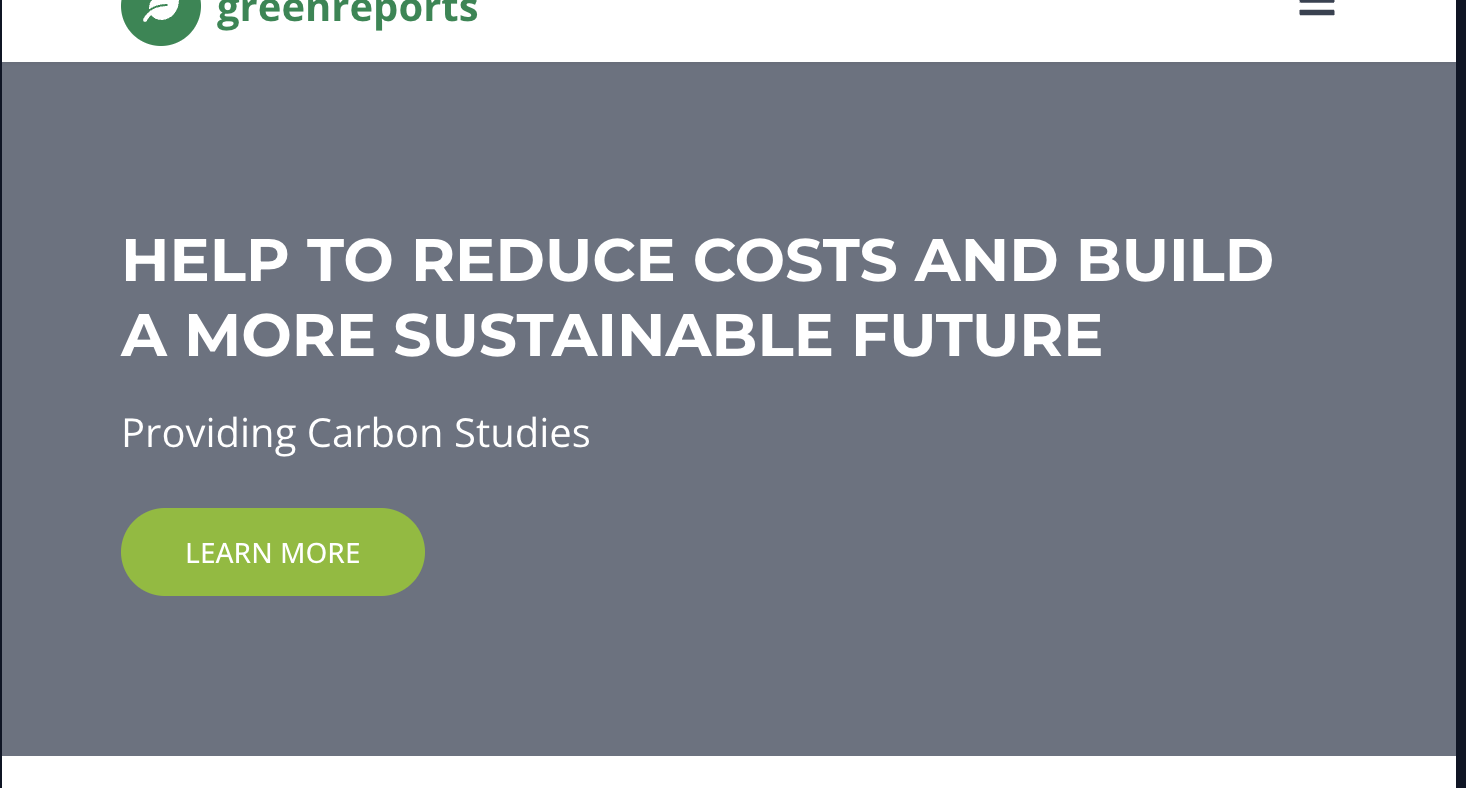 greenreports
HELP TO REDUCE COSTS AND BUILD
A MORE SUSTAINABLE FUTURE
Providing Carbon Studies
LEARN MORE